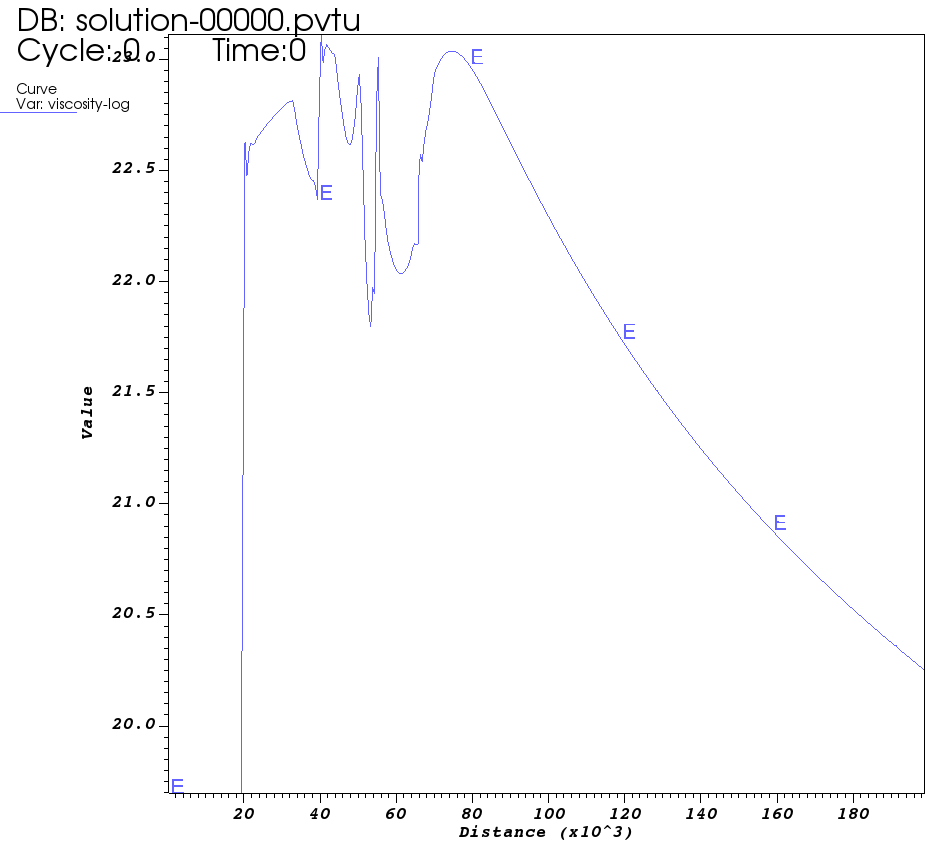 DB: solution-00000.pvtu
Cycle: 0 Time:0
Curve
Var: viscosity-log
23.0
22.5
22.0
21.5
21.0
20.5
20.0
Value
E
E
E
E
E
E
20 40 60 80 100 120 140 160 180
Distance (x10^3)